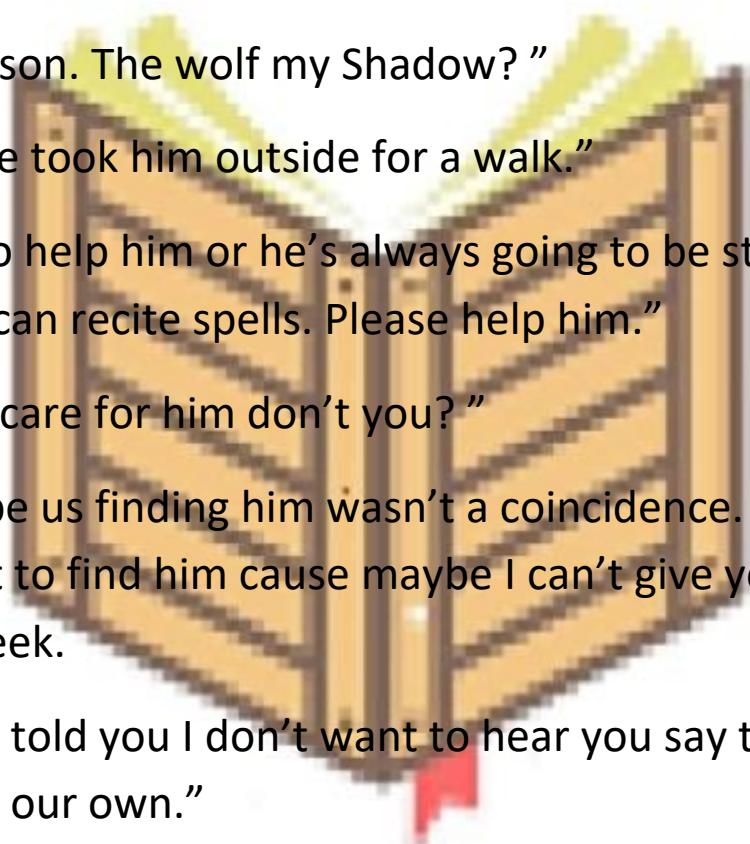 son. The wolf my Shadow? ”
e took him outside for a walk.”
o help him or he’s always going to be st
can recite spells. Please help him.”
care for him don’t you? ”
be us finding him wasn’t a coincidence.
t to find him cause maybe I can’t give yo
eek.
told you I don’t want to hear you say t
our own.”